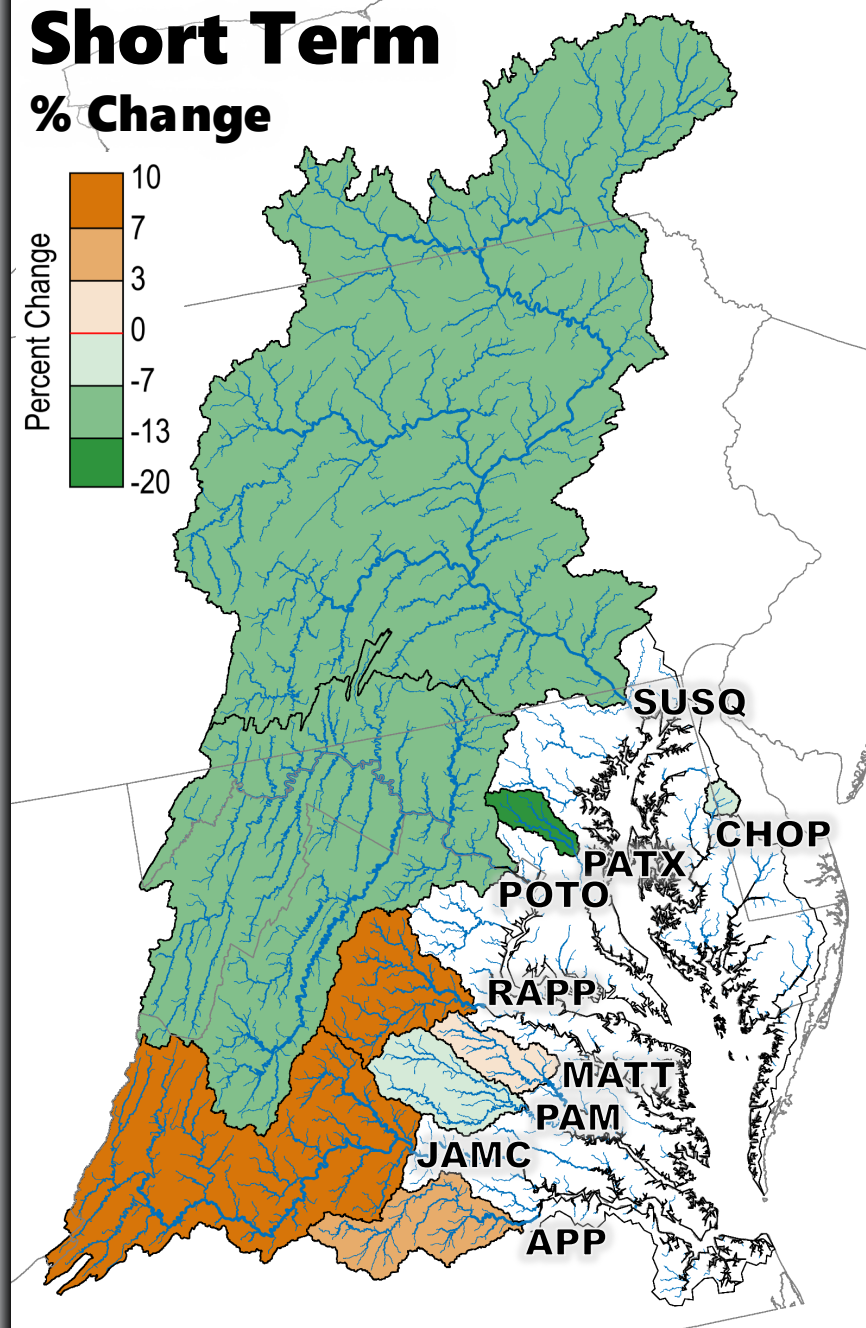 Short Term
% Change
Percent Change
10
7
3
0
-7
-13
-20
SUSQ
CHOP
PATX
POTO
RAPP
MATT
PAM
JAMC
APP